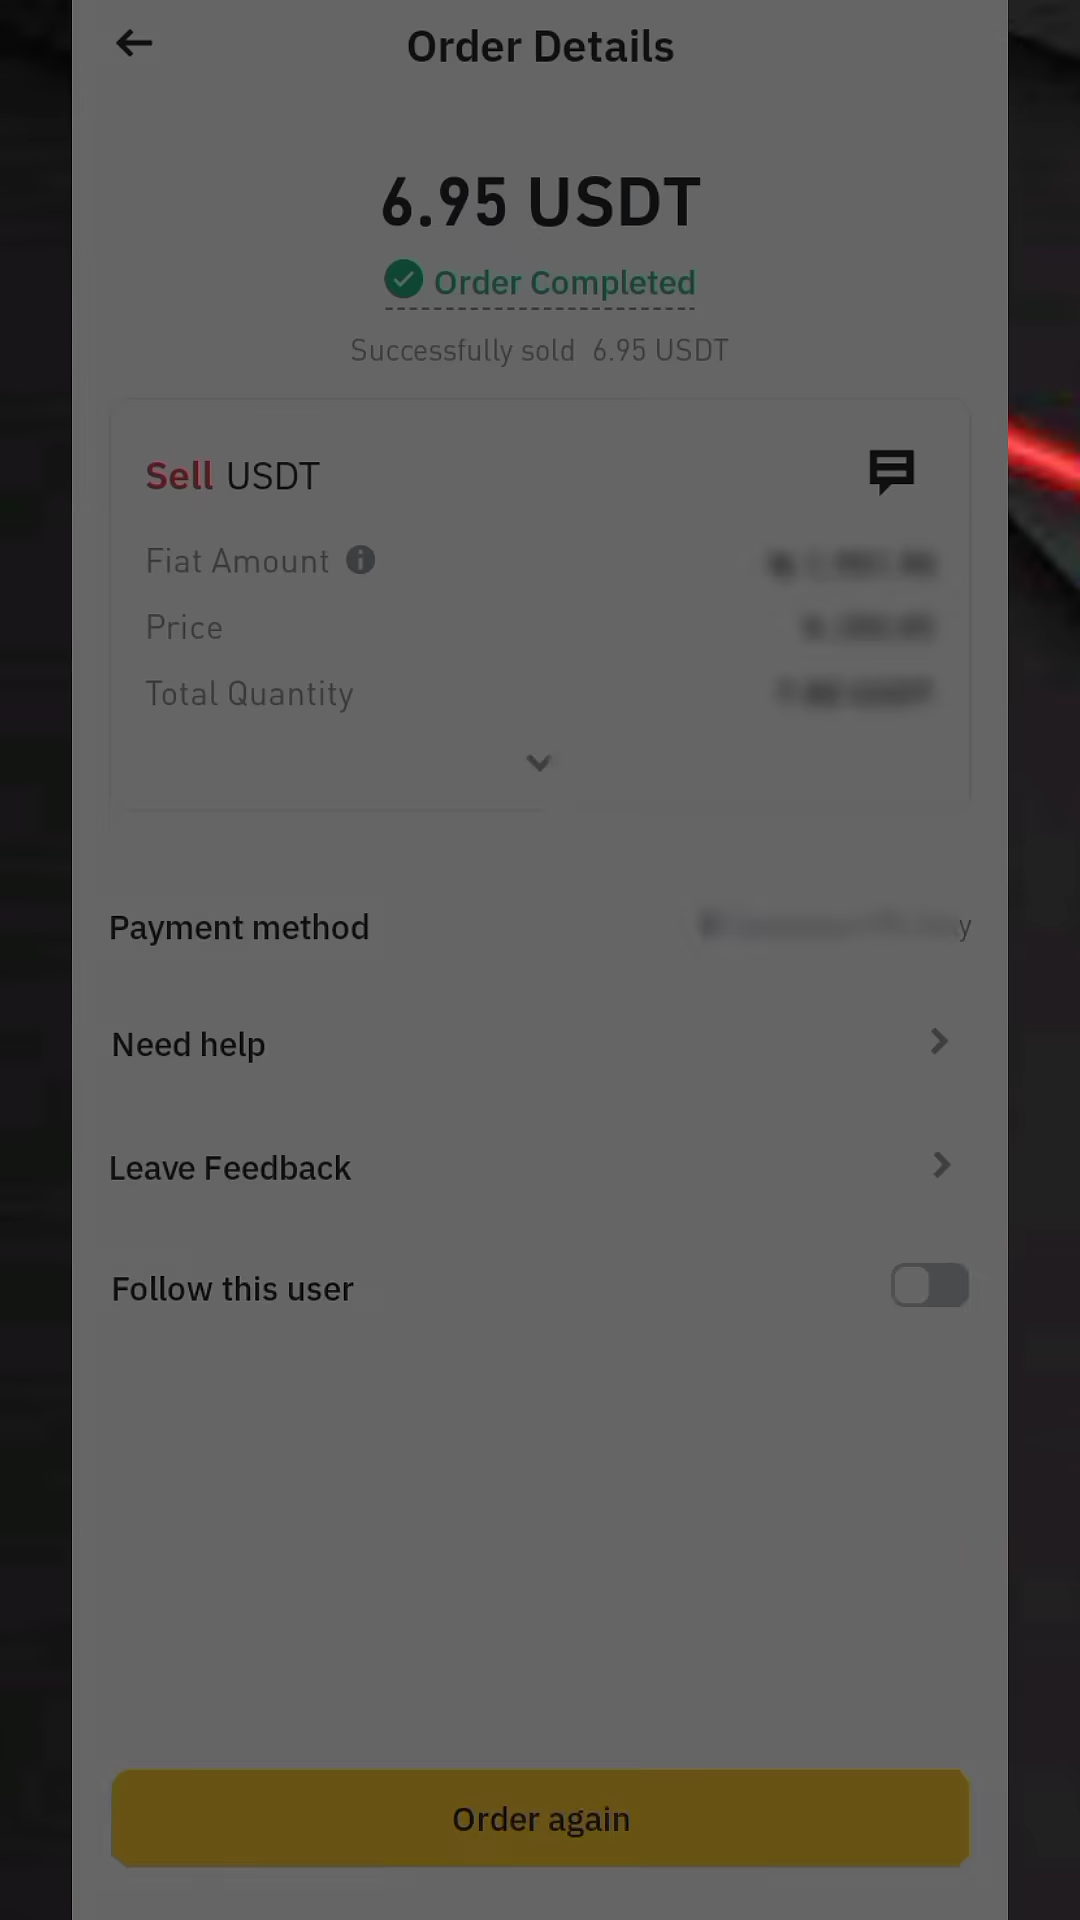 Order Details
6.95 USDT
Order Completed
Successfully sold 6.95 USDT
Sell USDT
Fiat Amount
Price
Total Quantity
Payment method
Need help
Leave Feedback
Follow this user
Order again